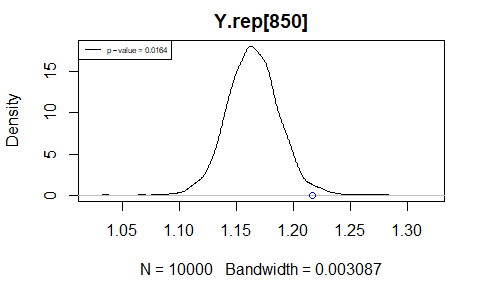 Y.rep[850]
p−value = 0.0164
Density
15
10
5
0
1.05 1.10 1.15 1.20 1.25 1.30
N = 10000 Bandwidth = 0.003087